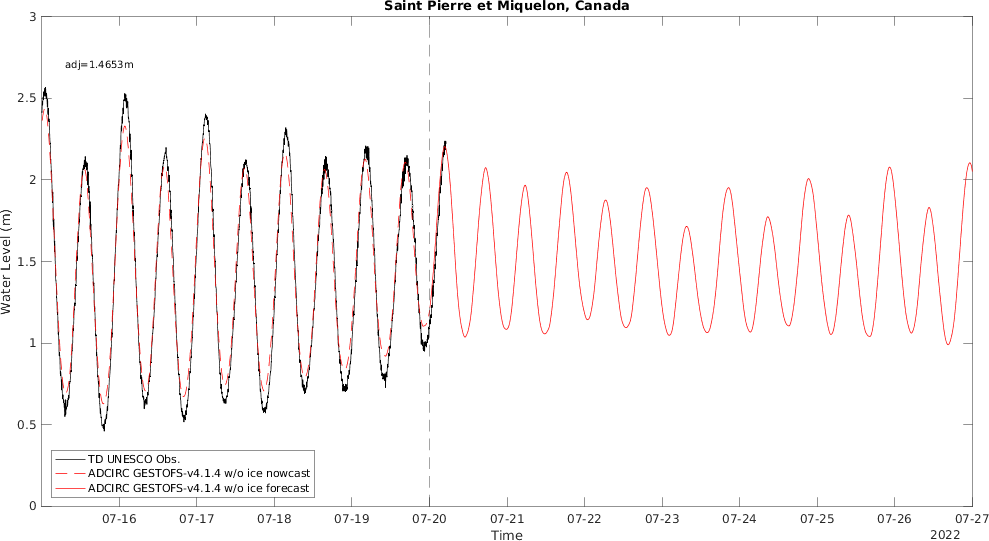 Saint Pierre et Miquelon, Canada
adj=1.4653m
Water Level (m)
3
2.5
2
1.5
1
0.5
0
TD UNESCO Obs.
ADCIRC GESTOFS-v4.1.4 w/o ice nowcast
ADCIRC GESTOFS-v4.1.4 w/o ice forecast
07-16 07-17 07-18 07-19 07-20 07-21 07-22 07-23 07-24 07-25 07-26 07-27
Time
2022